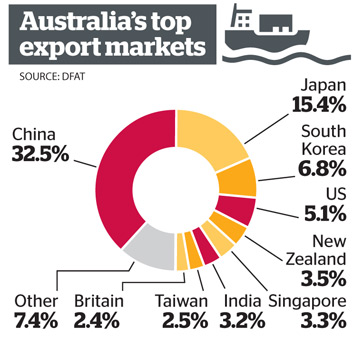 Australia's top
export markets
SOURCE: DFAT
Japan
15.4%
South
Korea
6.8%
US
5.1%
New
Zealand
3.5%
Singapore
3.3%
India
3.2%
Taiwan
2.5%
Britain
2.4%
Other
7.4%
China
32.5%